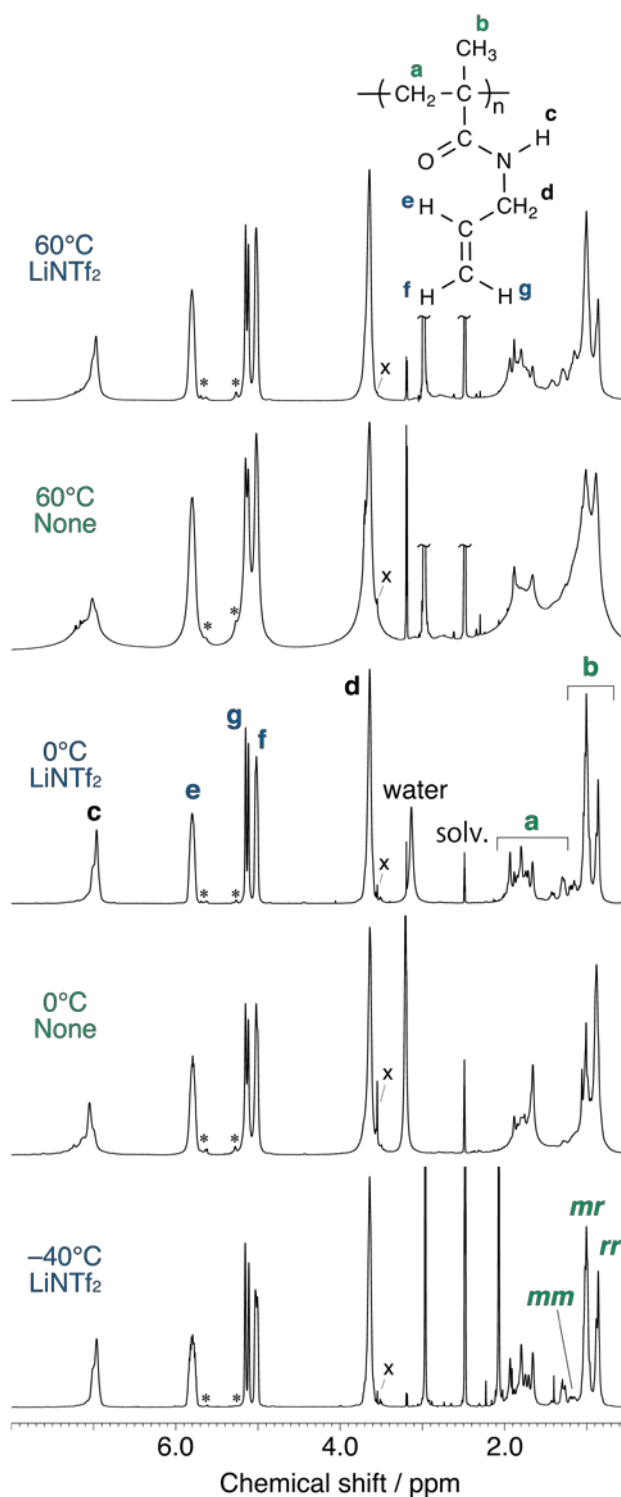 b
CH3
a
CH2
C
n
c
H
C
O
N
d
CH2
e
H
C
C
f
H
H
g
60°C
LiNTf2
*
*
x
60°C
None
*
*
x
0°C
LiNTf2
c
e
*
*
g
f
d
x
water
solv.
a
b
0°C
None
*
*
x
–40°C
LiNTf2
*
*
x
mm
mr
rr
6.0
4.0
2.0
Chemical shift / ppm